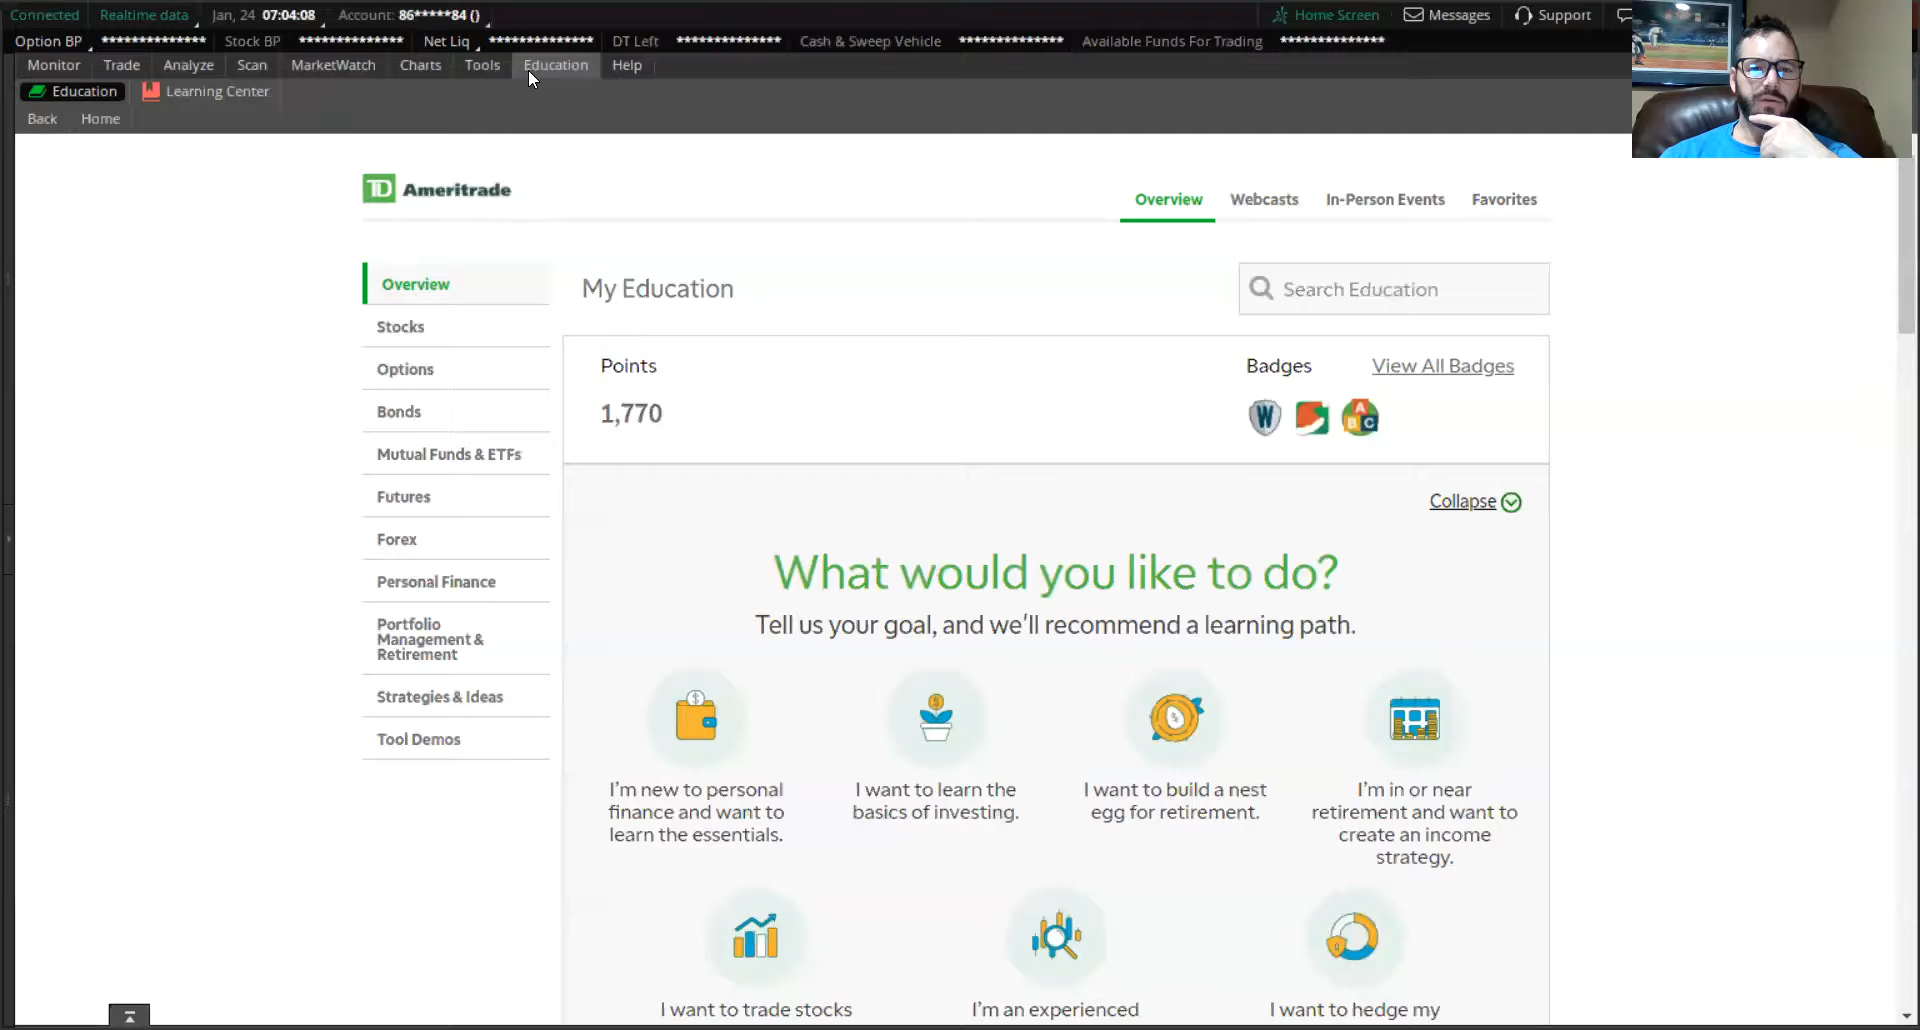 Connected Realtime data Jan, 24 07:04:08 Account: 86*****84 () Home Screen Messages Support
Option BP ************** Stock BP ************** Net Liq ************** DT Left ************** Cash & Sweep Vehicle ************** Available Funds For Trading **************
Monitor Trade Analyze Scan MarketWatch Charts Tools Education Help
Education Learning Center
Back Home
TD Ameritrade
Overview Webcasts In-Person Events Favorites
Overview
Stocks
Options
Bonds
Mutual Funds & ETFs
Futures
Forex
Personal Finance
Portfolio
Management &
Retirement
Strategies & Ideas
Tool Demos
My Education
Search Education
Points
1,770
Badges View All Badges
W
A
B C
Collapse
What would you like to do?
Tell us your goal, and we'll recommend a learning path.
I'm new to personal
finance and want to
learn the essentials.
I want to learn the
basics of investing.
I want to build a nest
egg for retirement.
I'm in or near
retirement and want to
create an income
strategy.
I want to trade stocks
I'm an experienced
I want to hedge my